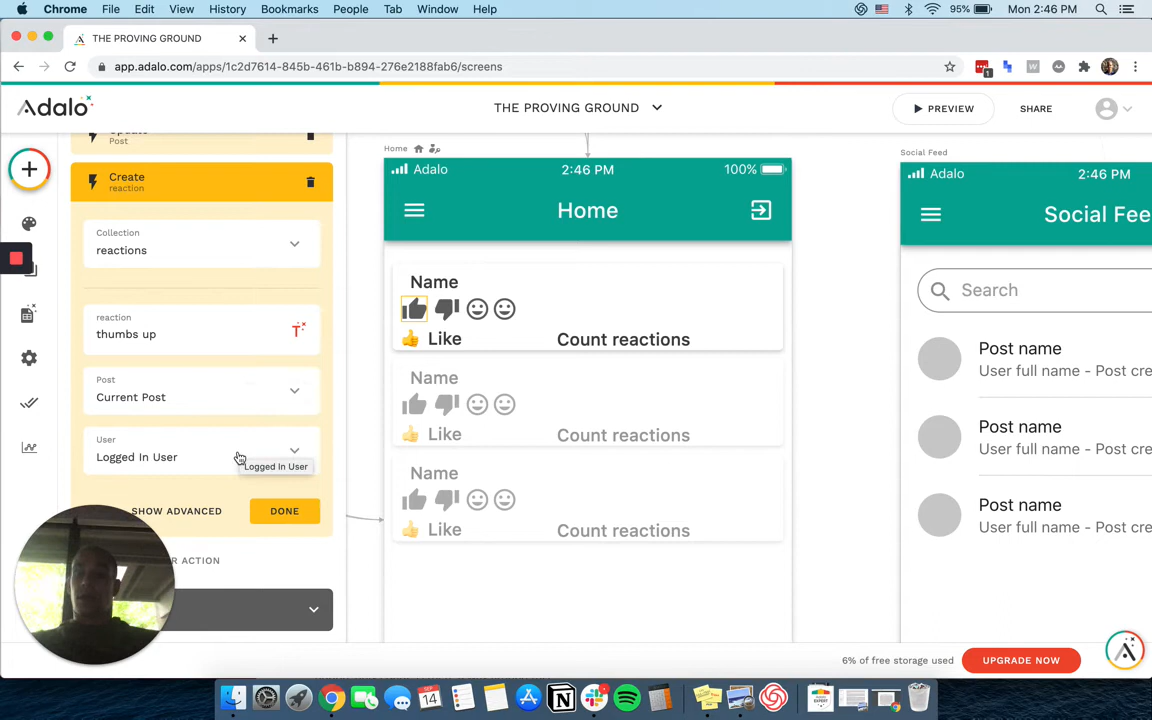 Chrome File Edit View History Bookmarks People Tab Window Help 95% Mon 2:46 PM
THE PROVING GROUND
app.adalo.com/apps/1c2d7614-845b-461b-b894-276e2188fab6/screens
Adalo THE PROVING GROUND PREVIEW SHARE
Update
Post
Create
reaction
Collection
reactions
reaction
thumbs up
Post
Current Post
User
Logged In User
Logged In User
SHOW ADVANCED DONE
R ACTION
Home
Adalo 2:46 PM 100%
Home
Name
Like Count reactions
Name
Like Count reactions
Name
Like Count reactions
Social Feed
Adalo 2:46 PM
Social Fee
Search
Post name
User full name - Post cre
Post name
User full name - Post cre
Post name
User full name - Post cre
6% of free storage used UPGRADE NOW